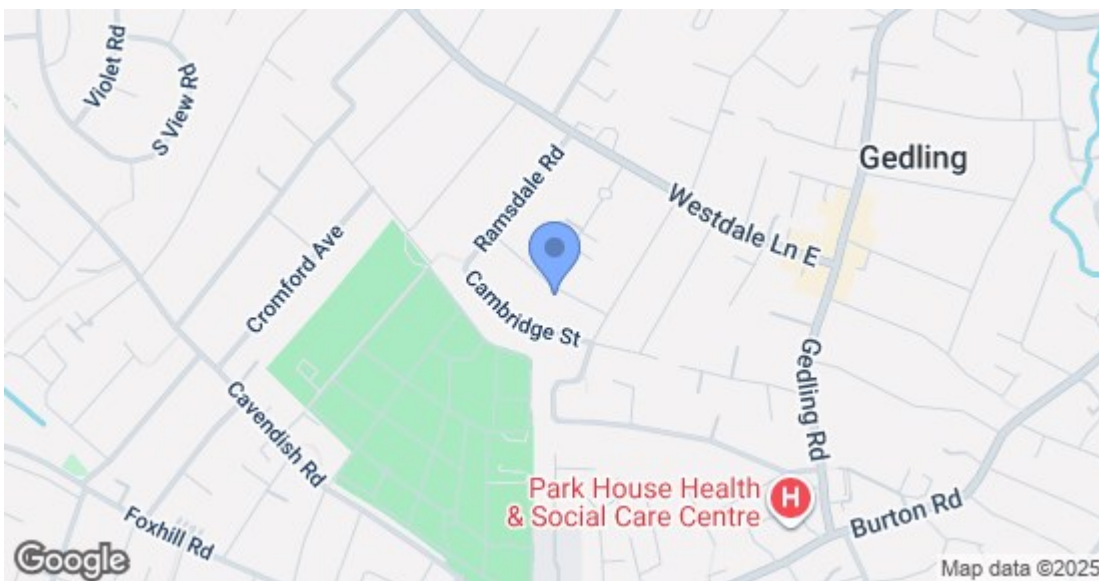 Violet Rd
S View Rd
Gedling
Ramsdale Rd
Westdale Ln E
Cromford Ave
Cambridge St
Gedling Rd
Cavendish Rd
Park House Health
& Social Care Centre
H
Burton Rd
Foxhill Rd
Google
Map data ©2025